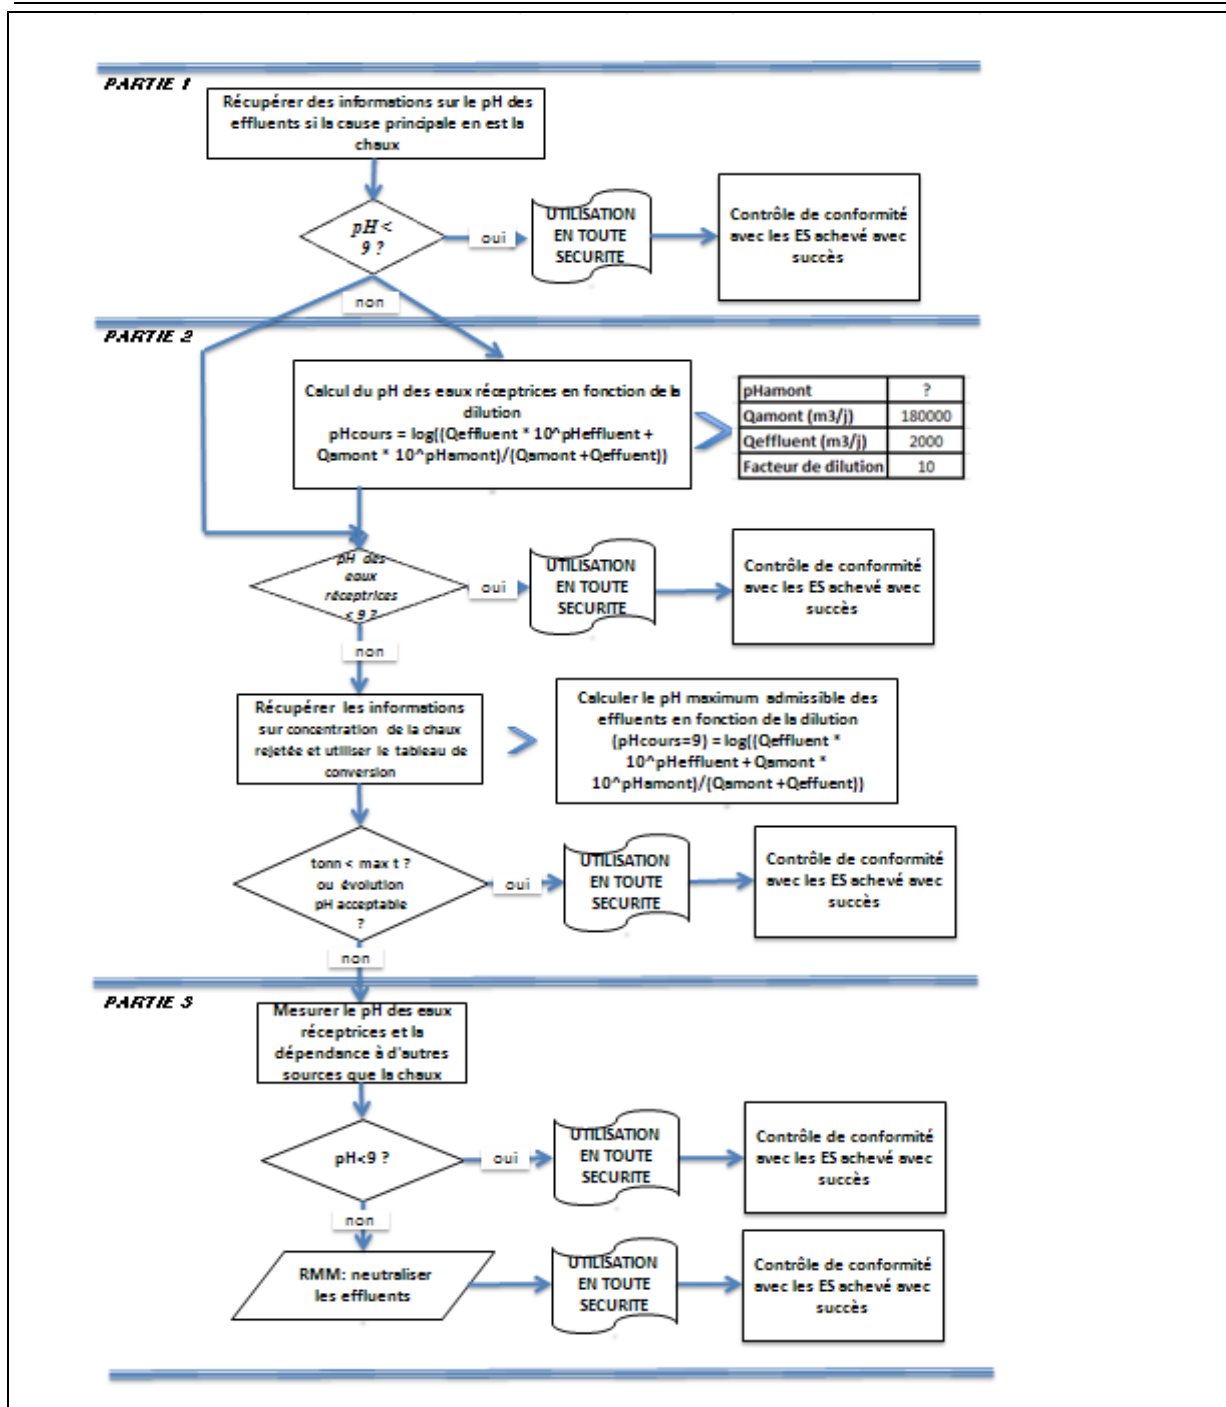 PARTIE 1
Récupérer des informations sur le pH des
effluents si la cause principale en est la
chaux
pH <
9 ?
oui
UTILISATION
EN TOUTE
SECURITE
Contrôle de conformité
avec les ES achevé avec
succès
non
PARTIE 2
Calcul du pH des eaux réceptrices en fonction de la
dilution
pHcours = log((Qeffluent * 10^pHeffluent +
Qamont * 10^pHamont)/(Qamont +Qeffuent))
pHamont ?
Qamont (m3/j) 180000
Qeffluent (m3/j) 2000
Facteur de dilution 10
pH des
eaux
réceptrices
< 9 ?
oui
UTILISATION
EN TOUTE
SECURITE
Contrôle de conformité
avec les ES achevé avec
succès
non
Récupérer les informations
sur concentration de la chaux
rejetée et utiliser le tableau de
conversion
Calculer le pH maximum admissible des
effluents en fonction de la dilution
(pHcours=9) = log((Qeffluent *
10^pHeffluent + Qamont *
10^pHamont)/(Qamont +Qeffuent))
tonn < max t ?
ou évolution
pH acceptable
?
oui
UTILISATION
EN TOUTE
SECURITE
Contrôle de conformité
avec les ES achevé avec
succès
non
PARTIE 3
Mesurer le pH des eaux
réceptrices et la
dépendance à d'autres
sources que la chaux
pH<9 ?
oui
UTILISATION
EN TOUTE
SECURITE
Contrôle de conformité
avec les ES achevé avec
succès
non
RMM: neutraliser
les effluents
UTILISATION
EN TOUTE
SECURITE
Contrôle de conformité
avec les ES achevé avec
succès